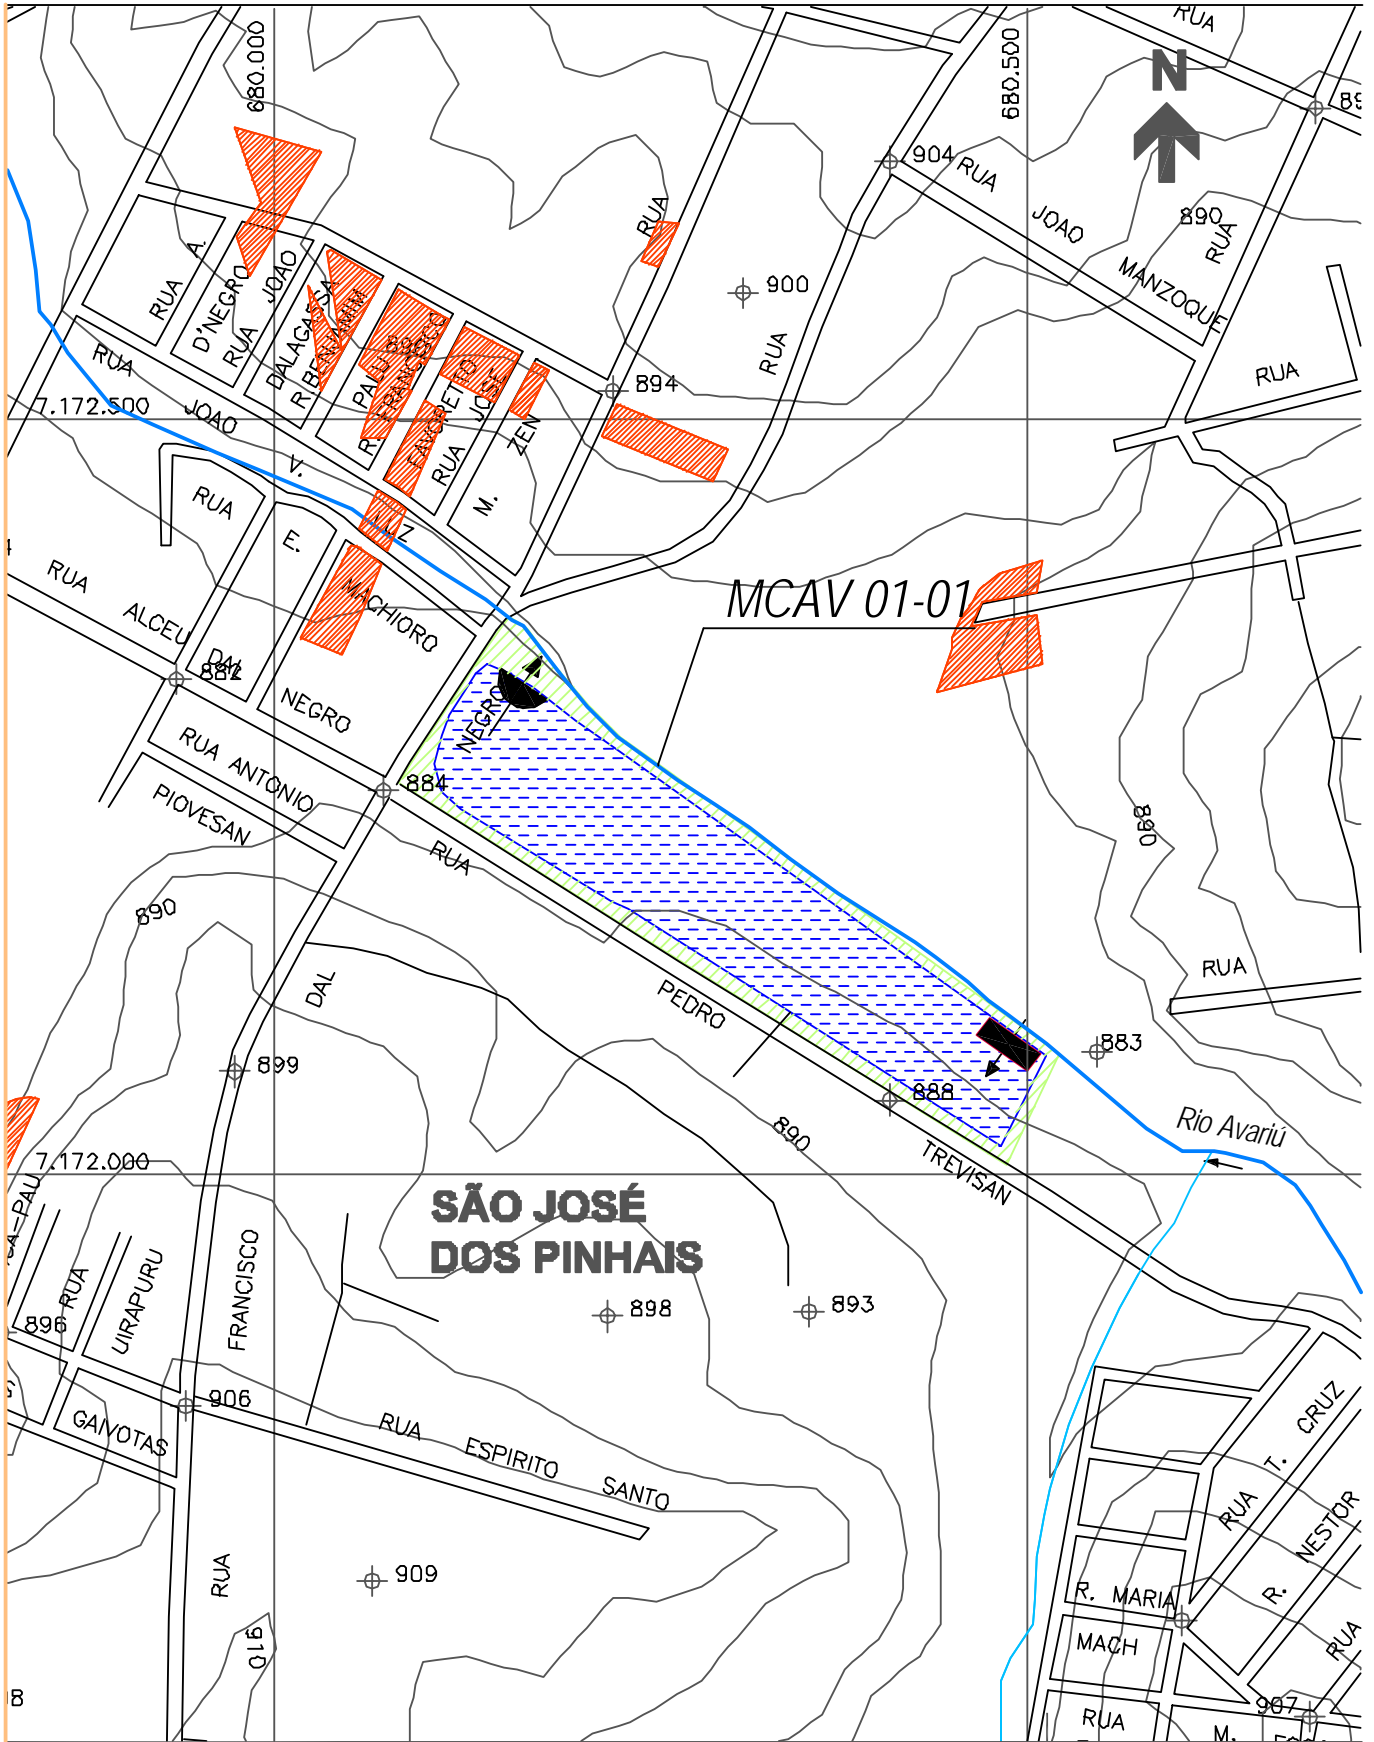 RUA
680.000
680.500
N
904
RUA
JOAO
MANZOQUE
890
RUA
RUA
RUA
A.
D'NEGRO
RUA
JOAO
DALAGASSA
R. BENJAMIM
R.
PAULO
FRANCISCO
FAVORETTO
RUA
JOSE
M.
ZEN
900
RUA
894
RUA
7.172.500
RUA
JOAO
V.
LUZ
RUA
E.
MACHIORO
RUA
ALCEU
DAL
NEGRO
882
MCAV 01-01
NEGRO
RUA ANTONIO
PIOVESAN
884
RUA
PEDRO
TREVISAN
890
890
RUA
DAL
899
883
888
890
Rio Avariú
7.172.000
SÃO JOSÉ
DOS PINHAIS
RUA
UIRAPURU
FRANCISCO
896
898
893
906
GAIVOTAS
RUA
ESPIRITO
SANTO
RUA
909
910
RUA
T.
CRUZ
R.
NESTOR
RUA
R. MARIA
MACH
RUA
M.
907